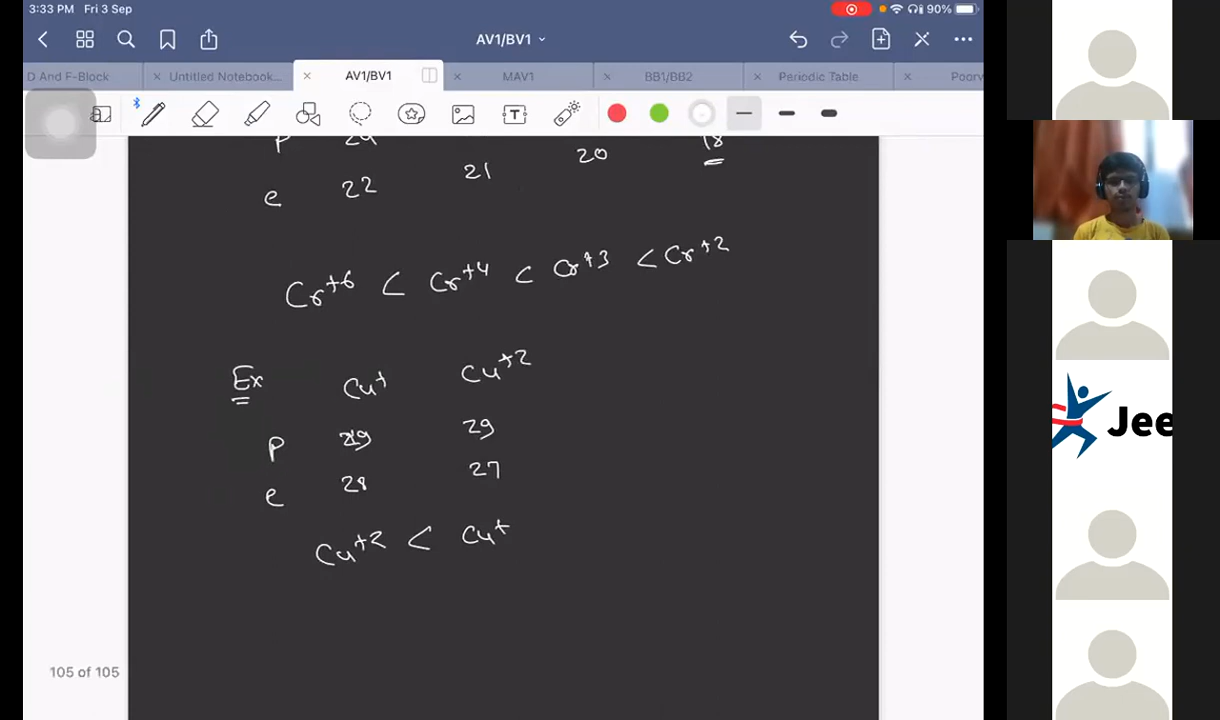 3:33 PM Fri 3 Sep 90%
AV1/BV1
D And F-Block Untitled Notebook... AV1/BV1 MAV1 BB1/BB2 Periodic Table Poorv
T
p 24 20 18
e 22 21
Cr+6 < Cr+4 < Cr+3 < Cr+2
Ex Cu+ Cu+2
p 29 29
e 28 27
Cu+2 < Cu+
105 of 105
Jee